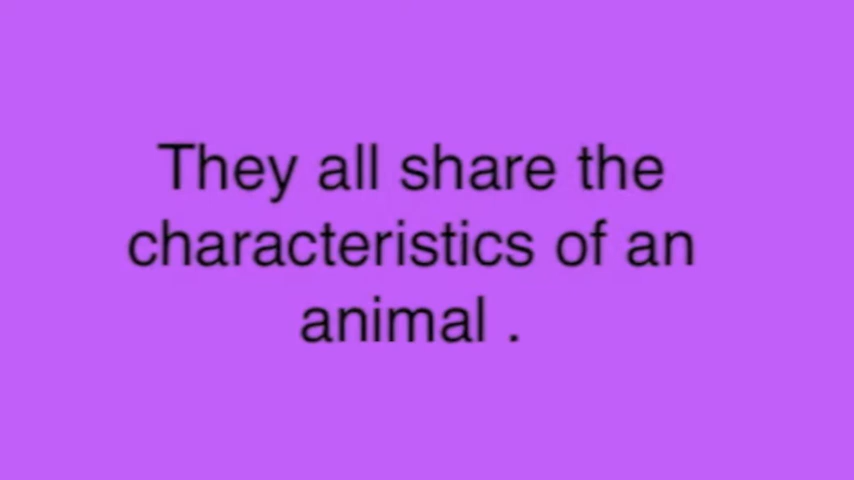 They all share the
characteristics of an
animal .